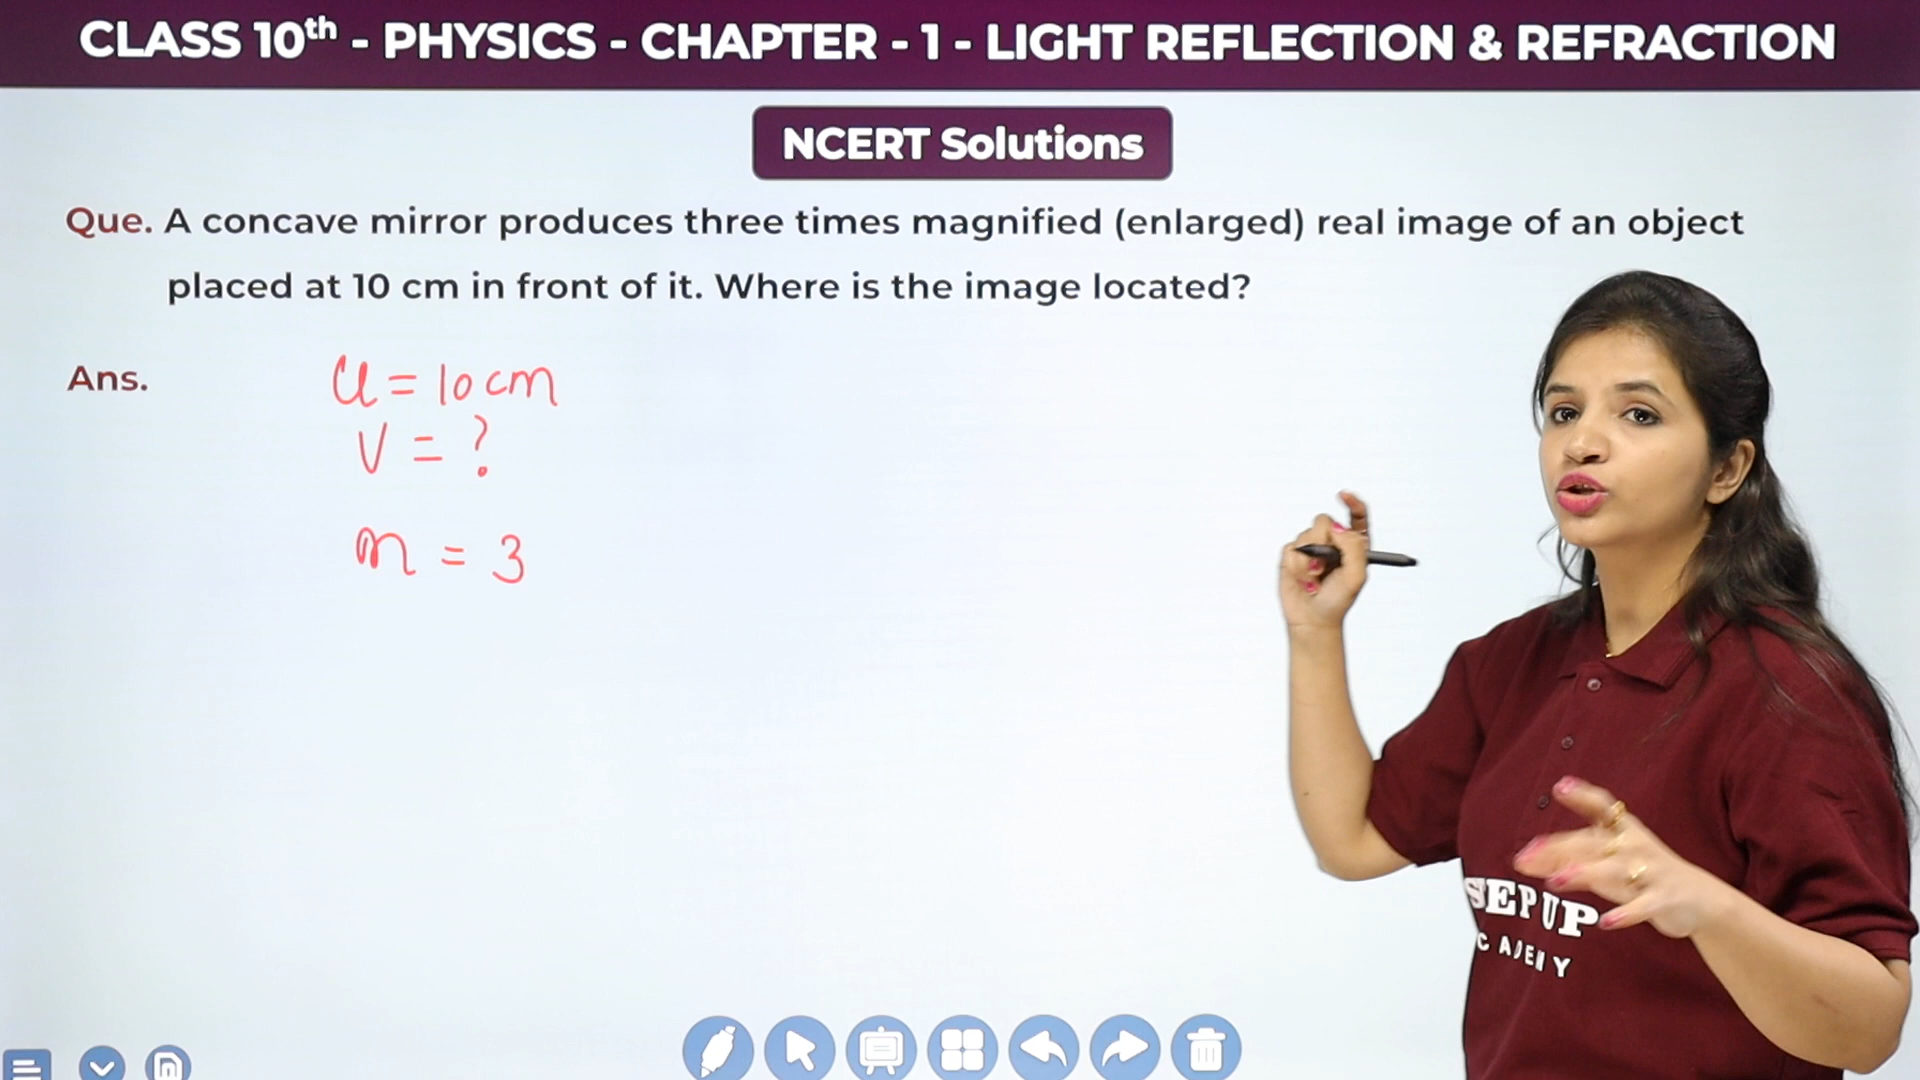 CLASS 10th - PHYSICS - CHAPTER - 1 - LIGHT REFLECTION & REFRACTION
NCERT Solutions
Que. A concave mirror produces three times magnified (enlarged) real image of an object
placed at 10 cm in front of it. Where is the image located?
Ans.
u = 10 cm
v = ?
m = 3
SEPUP
CADEMY